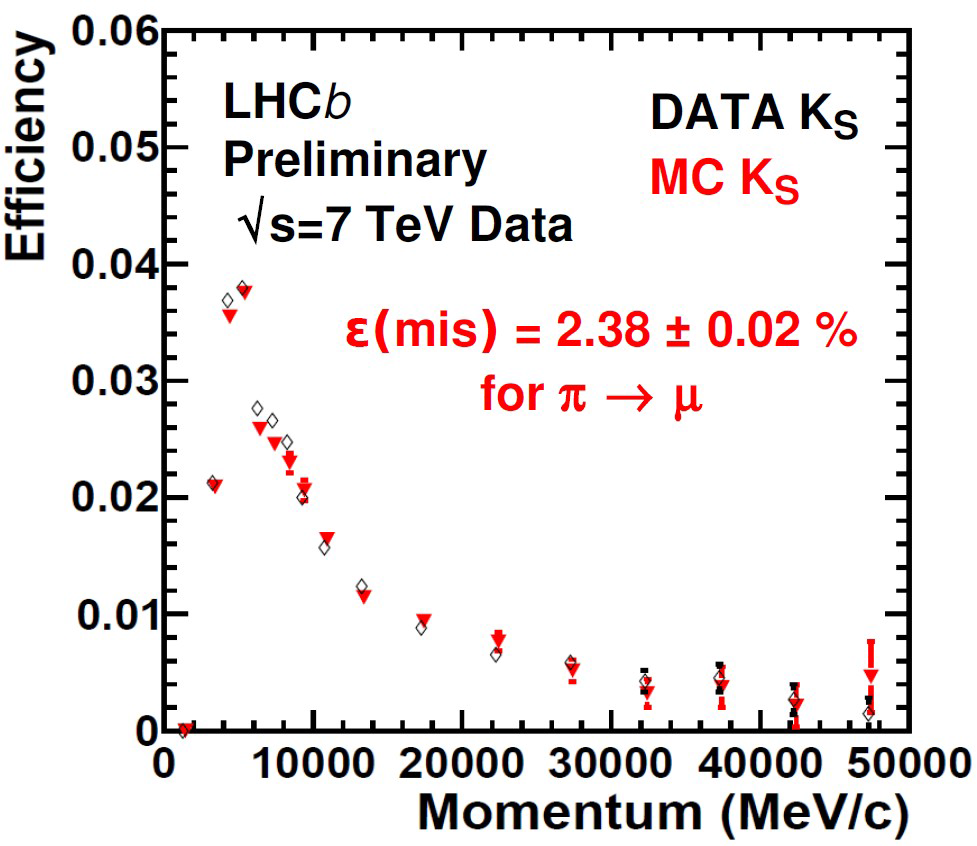 Efficiency
0.06
0.05
0.04
0.03
0.02
0.01
0
LHCb
Preliminary
√s=7 TeV Data
DATA KS
MC KS
ε(mis) = 2.38 ± 0.02 %
for π → μ
0 10000 20000 30000 40000 50000
Momentum (MeV/c)